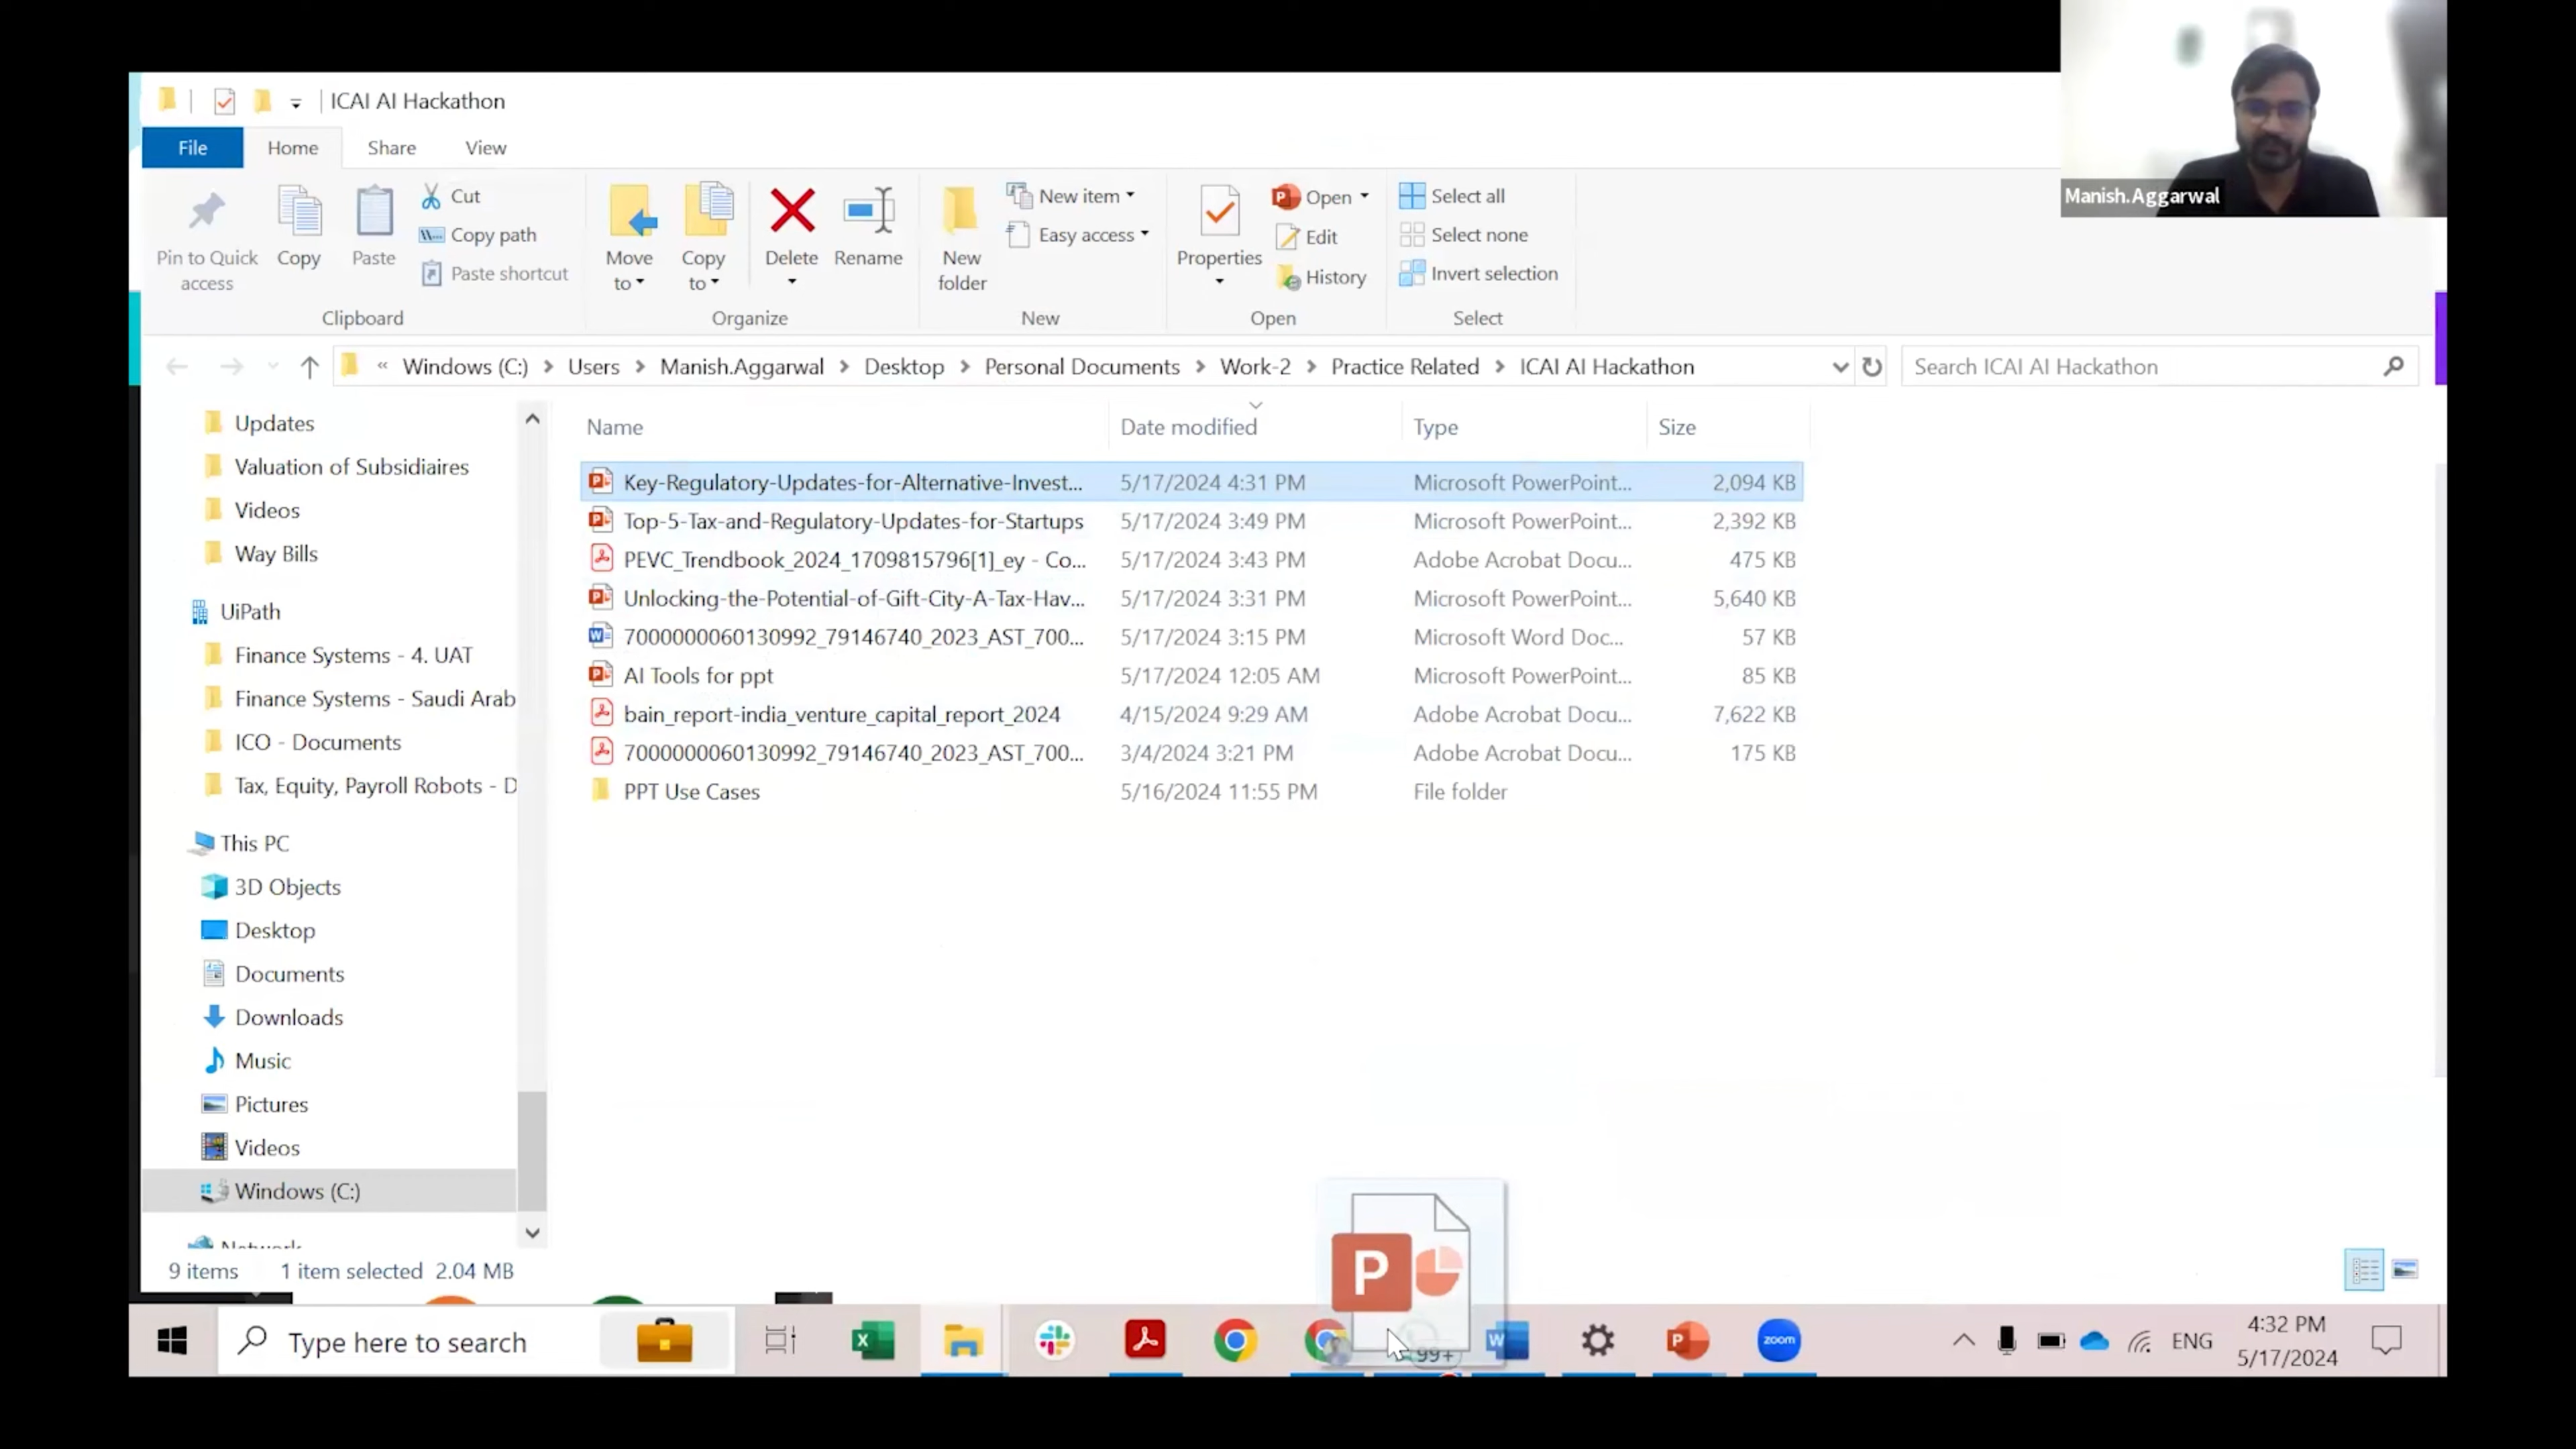 ICAI AI Hackathon
File Home Share View
Manish.Aggarwal
Pin to Quick access
Copy
Paste
Cut
Copy path
Paste shortcut
Clipboard
Move to
Copy to
Delete
Rename
Organize
New folder
New item
Easy access
New
Properties
Open
Edit
History
Open
Select all
Select none
Invert selection
Select
« Windows (C:) Users Manish.Aggarwal Desktop Personal Documents Work-2 Practice Related ICAI AI Hackathon
Search ICAI AI Hackathon
Updates
Valuation of Subsidiaires
Videos
Way Bills
UiPath
Finance Systems - 4. UAT
Finance Systems - Saudi Arab
ICO - Documents
Tax, Equity, Payroll Robots - D
This PC
3D Objects
Desktop
Documents
Downloads
Music
Pictures
Videos
Windows (C:)
Network
Name Date modified Type Size
Key-Regulatory-Updates-for-Alternative-Invest... 5/17/2024 4:31 PM Microsoft PowerPoint... 2,094 KB
Top-5-Tax-and-Regulatory-Updates-for-Startups 5/17/2024 3:49 PM Microsoft PowerPoint... 2,392 KB
PEVC_Trendbook_2024_1709815796[1]_ey - Co... 5/17/2024 3:43 PM Adobe Acrobat Docu... 475 KB
Unlocking-the-Potential-of-Gift-City-A-Tax-Hav... 5/17/2024 3:31 PM Microsoft PowerPoint... 5,640 KB
7000000060130992_79146740_2023_AST_700... 5/17/2024 3:15 PM Microsoft Word Doc... 57 KB
AI Tools for ppt 5/17/2024 12:05 AM Microsoft PowerPoint... 85 KB
bain_report-india_venture_capital_report_2024 4/15/2024 9:29 AM Adobe Acrobat Docu... 7,622 KB
7000000060130992_79146740_2023_AST_700... 3/4/2024 3:21 PM Adobe Acrobat Docu... 175 KB
PPT Use Cases 5/16/2024 11:55 PM File folder
9 items 1 item selected 2.04 MB
P
Type here to search
99+
zoom
ENG
4:32 PM
5/17/2024